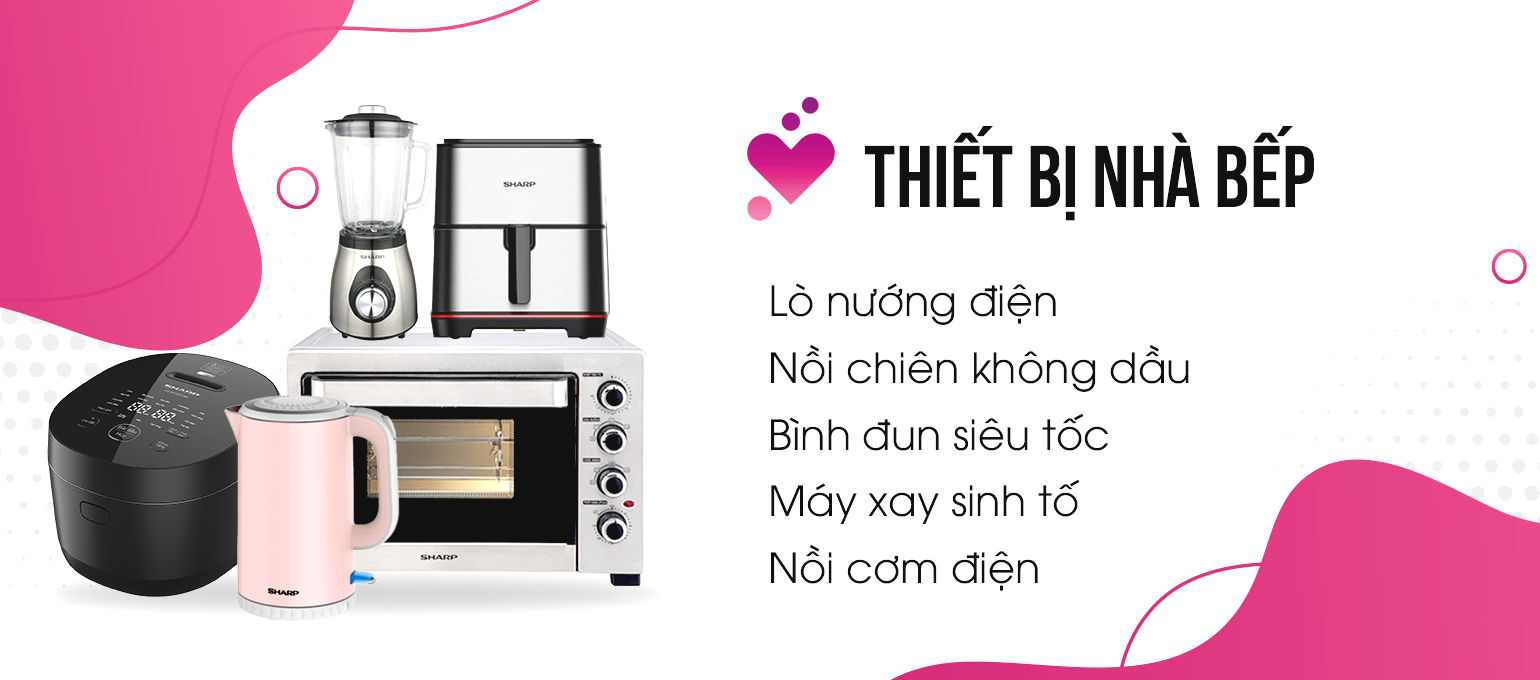 THIẾT BỊ NHÀ BẾP
Lò nướng điện
Nồi chiên không dầu
Bình đun siêu tốc
Máy xay sinh tố
Nồi cơm điện
SHARP
SHARP
SHARP
SHARP
SHARP